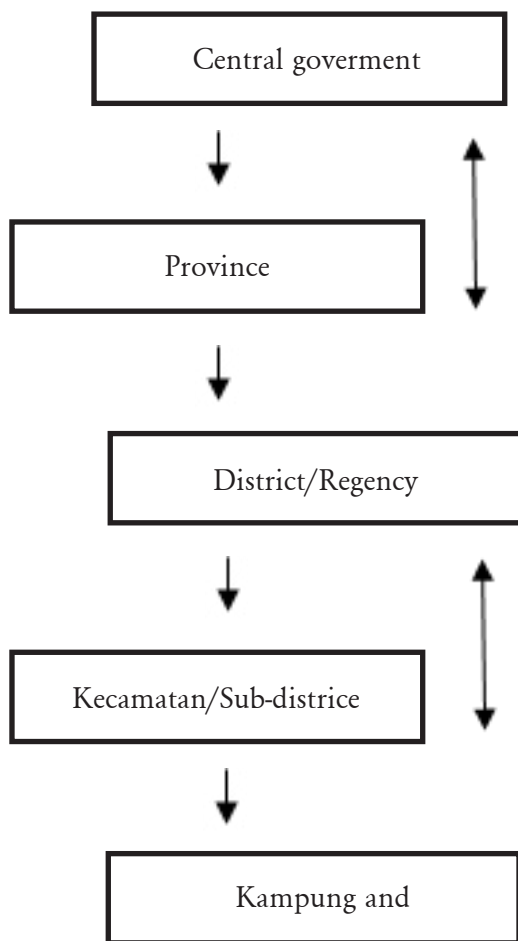 Central goverment
Province
District/Regency
Kecamatan/Sub-districe
Kampung and